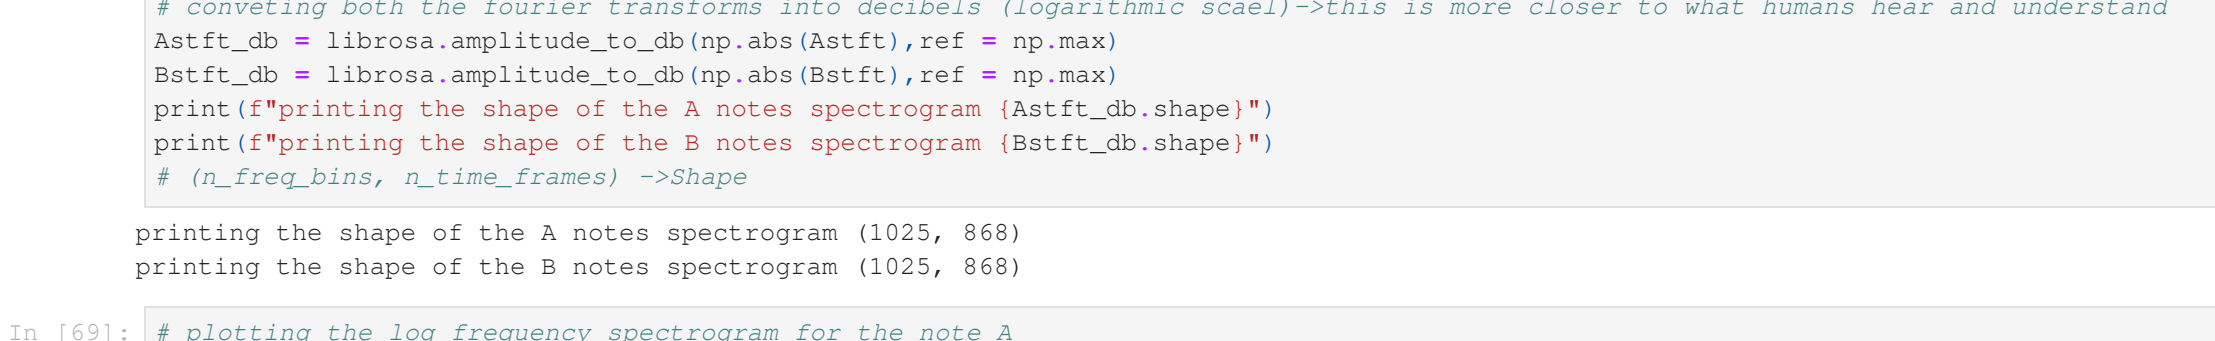 # conveting both the fourier transforms into decibels (logarithmic scael)->this is more closer to what humans hear and understand
Astft_db = librosa.amplitude_to_db(np.abs(Astft),ref = np.max)
Bstft_db = librosa.amplitude_to_db(np.abs(Bstft),ref = np.max)
print(f"printing the shape of the A notes spectrogram {Astft_db.shape}")
print(f"printing the shape of the B notes spectrogram {Bstft_db.shape}")
# (n_freq_bins, n_time_frames) ->Shape
printing the shape of the A notes spectrogram (1025, 868)
printing the shape of the B notes spectrogram (1025, 868)
In [69]: # plotting the log frequency spectrogram for the note A